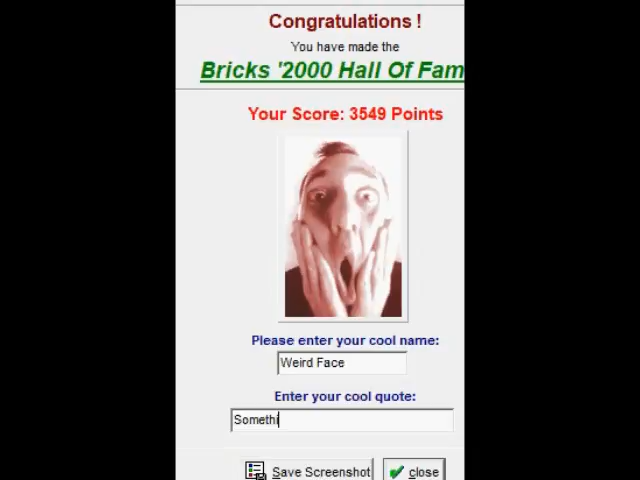 Congratulations !
You have made the
Bricks '2000 Hall Of Fam
Your Score: 3549 Points
Please enter your cool name:
Weird Face
Enter your cool quote:
Somethi
Save Screenshot
close